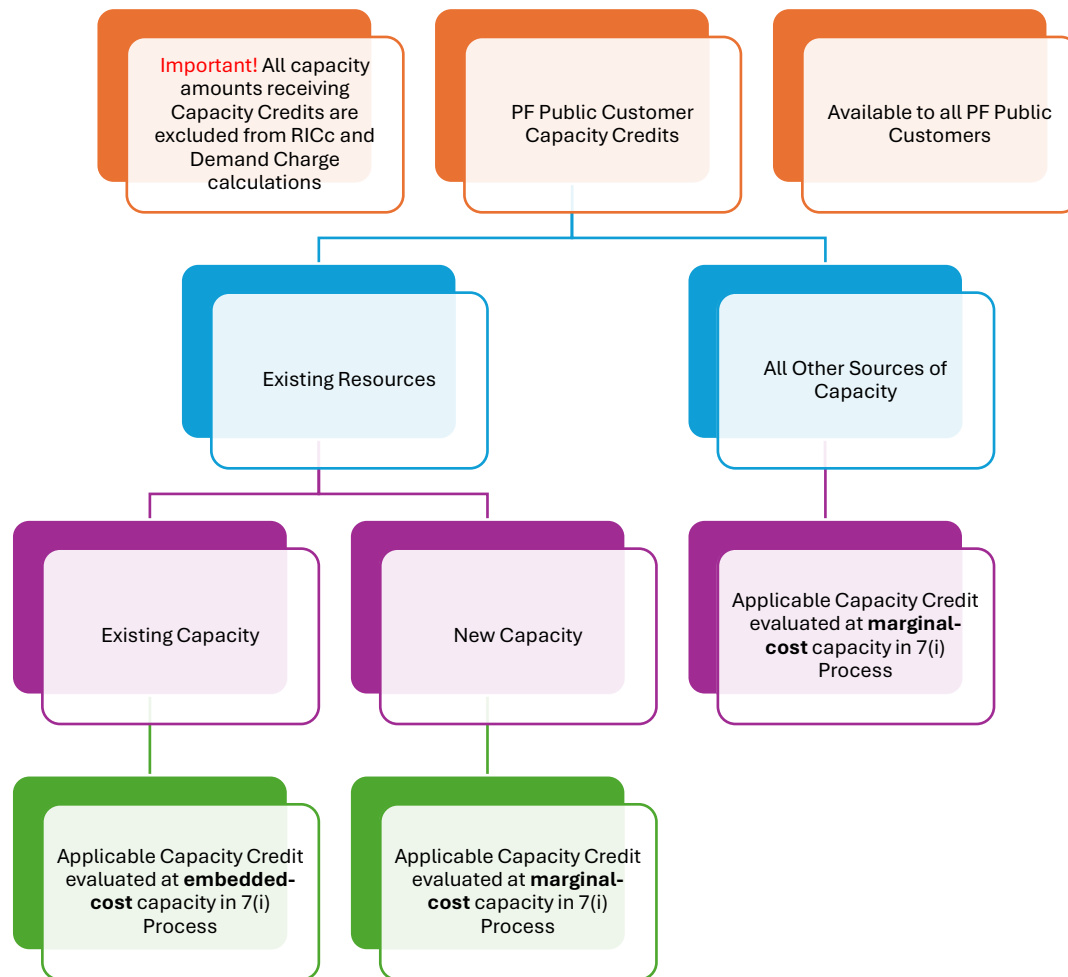 Important! All capacity
amounts receiving
Capacity Credits are
excluded from RICc and
Demand Charge
calculations
PF Public Customer
Capacity Credits
Available to all PF Public
Customers
Existing Resources
All Other Sources of
Capacity
Existing Capacity
New Capacity
Applicable Capacity Credit
evaluated at marginal-
cost capacity in 7(i)
Process
Applicable Capacity Credit
evaluated at embedded-
cost capacity in 7(i)
Process
Applicable Capacity Credit
evaluated at marginal-
cost capacity in 7(i)
Process